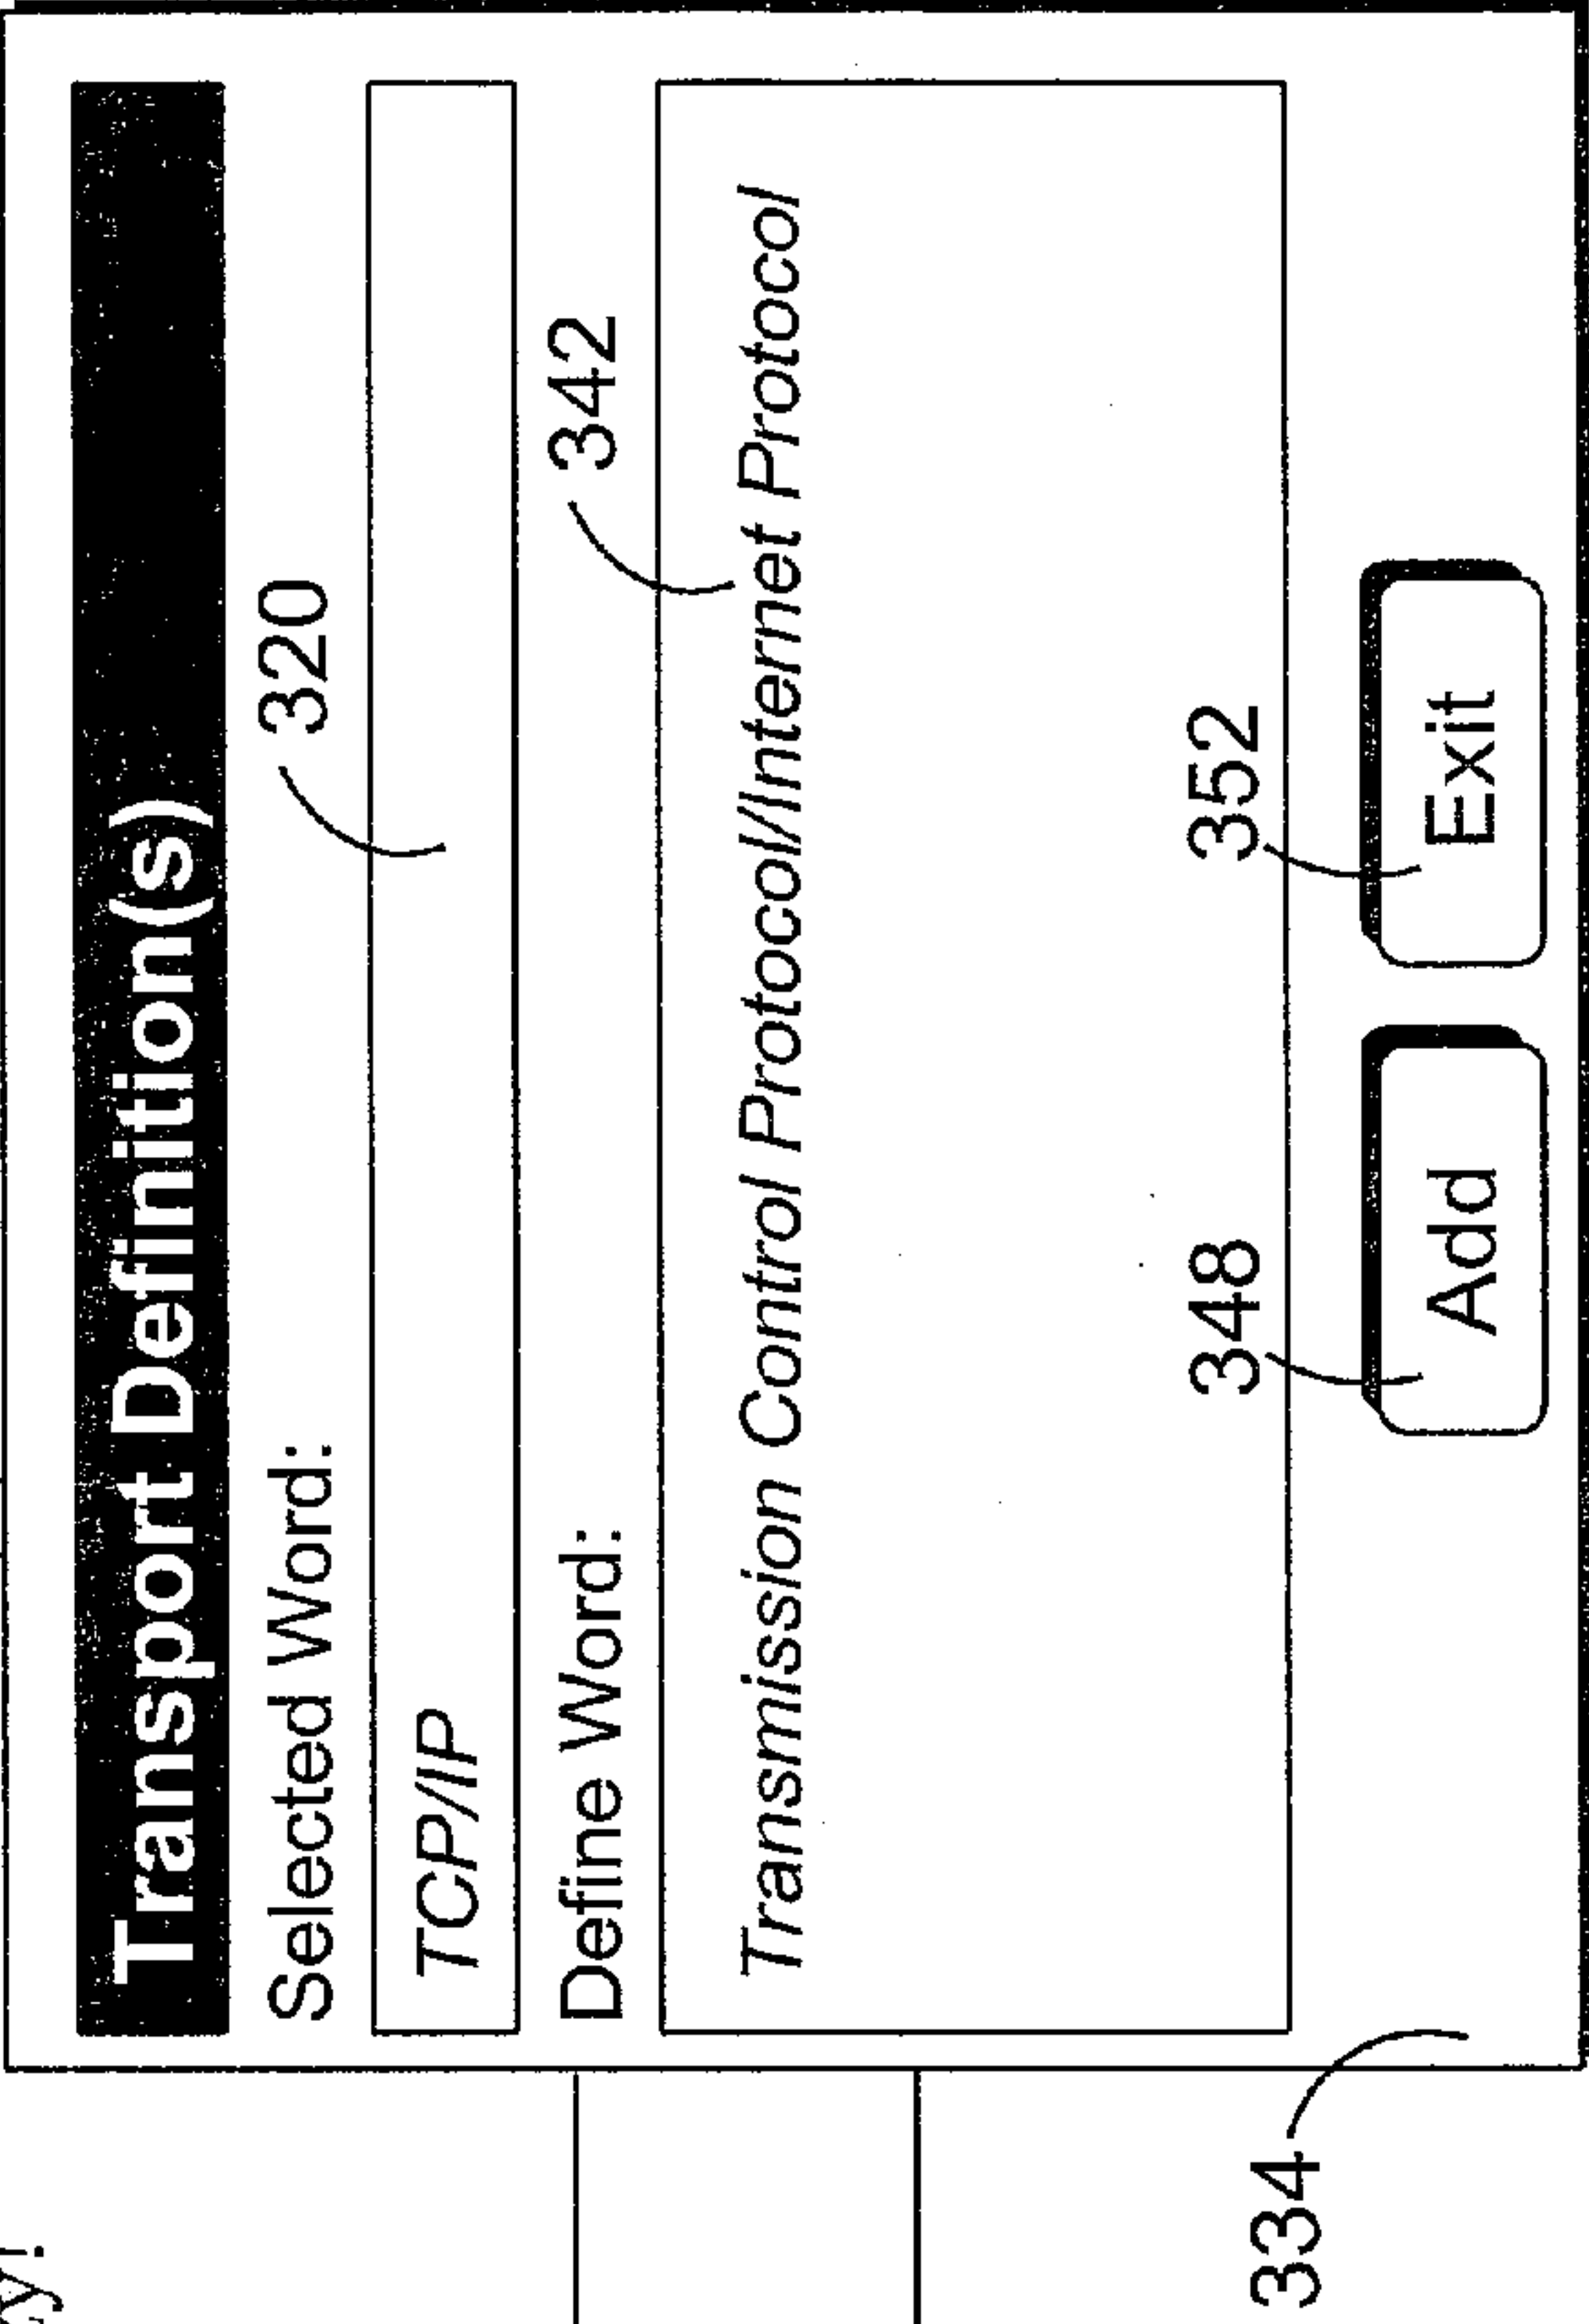 Transport Definition(s)
Selected Word:
320
TCP/IP
Define Word:
342
Transmission Control Protocol/Internet Protocol
348
352
Add
Exit
334